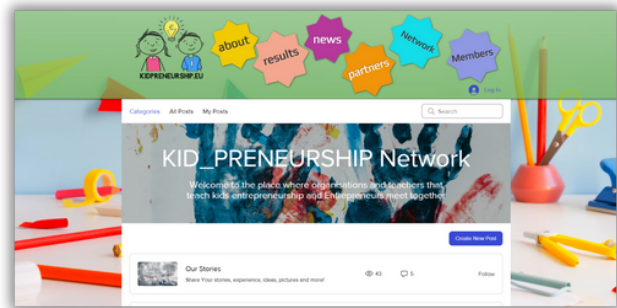 KIDPRENEURSHIP.EU
about
results
news
partners
Network
Members
Log In
Categories All Posts My Posts
Search
KID_PRENEURSHIP Network
Welcome to the place where organisations and teachers that
teach kids entrepreneurship and Entrepreneurs meet together
Create New Post
Our Stories
Share Your stories, experience, ideas, pictures and more!
43
5
Follow